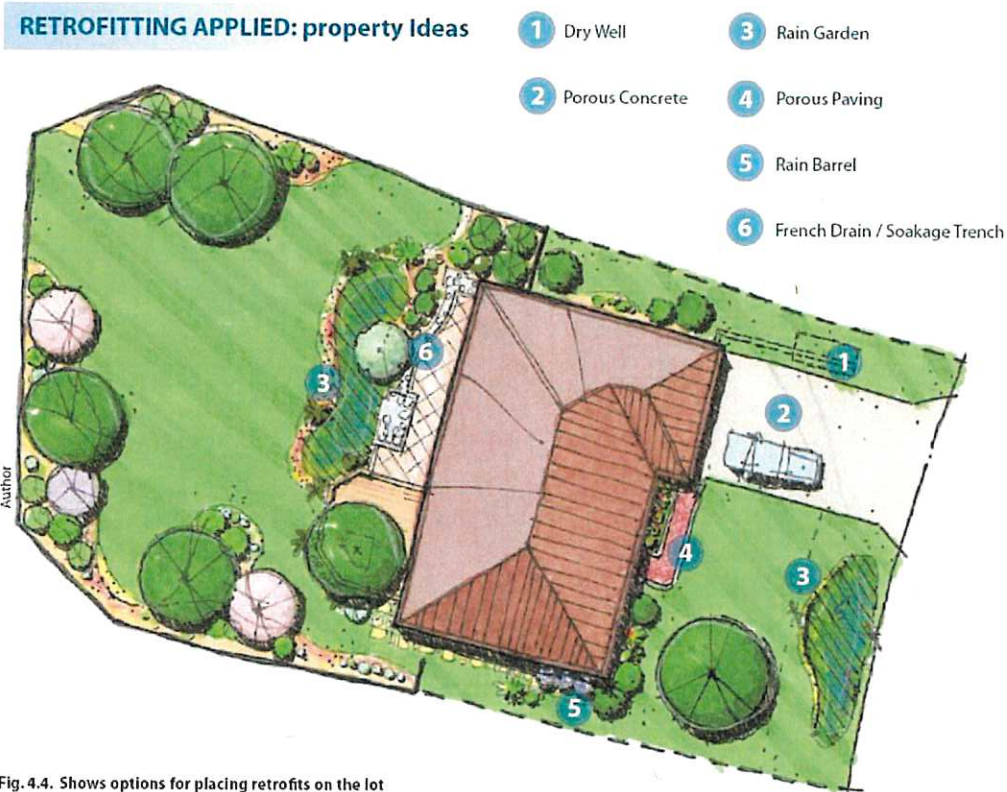 RETROFITTING APPLIED: property Ideas
1 Dry Well
2 Porous Concrete
3 Rain Garden
4 Porous Paving
5 Rain Barrel
6 French Drain / Soakage Trench
1
2
6
3
4
3
5
Author
Fig. 4.4. Shows options for placing retrofits on the lot